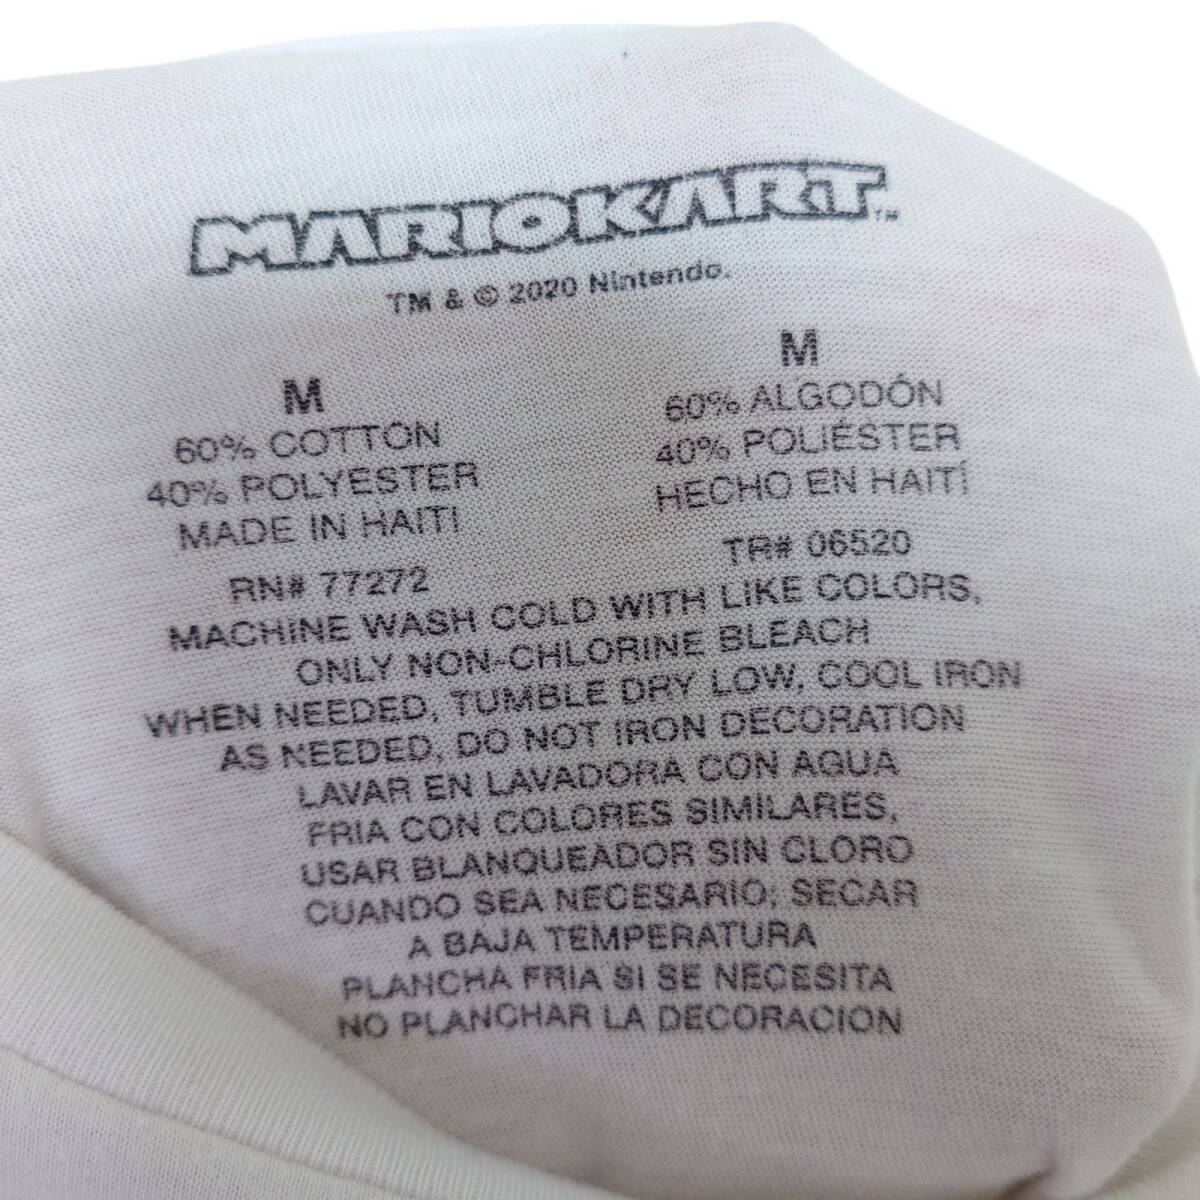 MARIOKART™
TM & © 2020 Nintendo.
M
60% COTTON
40% POLYESTER
MADE IN HAITI
RN# 77272
M
60% ALGODÓN
40% POLIÉSTER
HECHO EN HAITÍ
TR# 06520
MACHINE WASH COLD WITH LIKE COLORS,
ONLY NON-CHLORINE BLEACH
WHEN NEEDED, TUMBLE DRY LOW, COOL IRON
AS NEEDED, DO NOT IRON DECORATION
LAVAR EN LAVADORA CON AGUA
FRIA CON COLORES SIMILARES,
USAR BLANQUEADOR SIN CLORO
CUANDO SEA NECESARIO; SECAR
A BAJA TEMPERATURA
PLANCHA FRIA SI SE NECESITA
NO PLANCHAR LA DECORACION